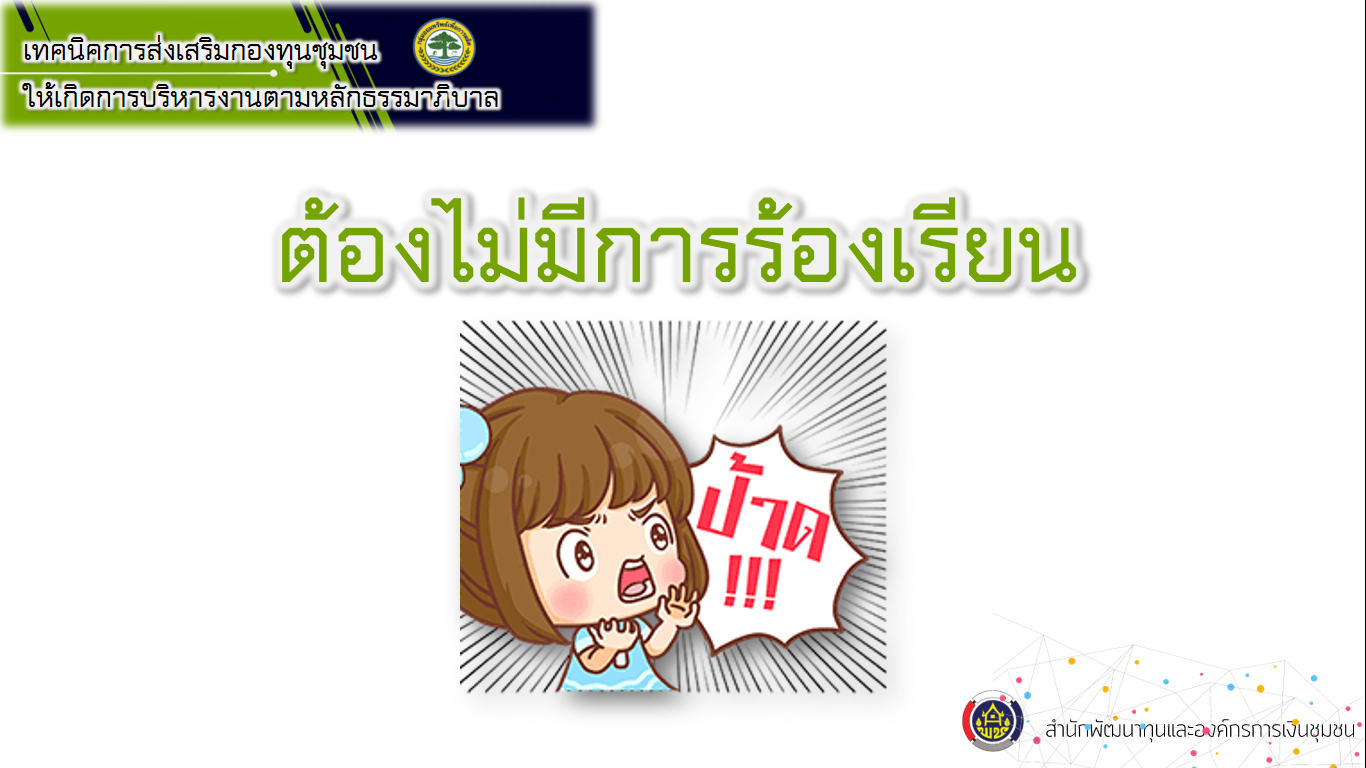 เทคนิคการส่งเสริมกองทุนชุมชน
ให้เกิดการบริหารงานตามหลักธรรมาภิบาล
ต้องไม่มีการร้องเรียน
ป้าด
!!!
พช
สำนักพัฒนาทุนและองค์กรการเงินชุมชน